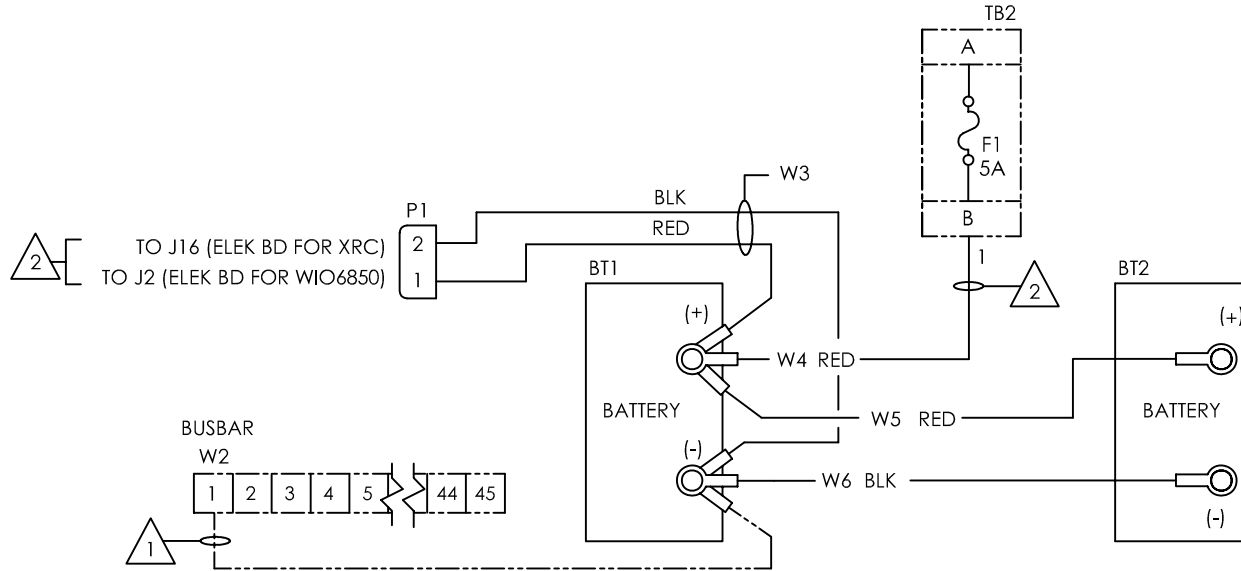 TB2
A
F1
5A
B
1
2
W3
BLK
RED
P1
2
1
2
TO J16 (ELEK BD FOR XRC)
TO J2 (ELEK BD FOR WIO6850)
BT1
(+)
W4 RED
BATTERY
W5 RED
(-)
W6 BLK
BT2
(+)
BATTERY
(-)
BUSBAR
W2
1 2 3 4 5 44 45
1